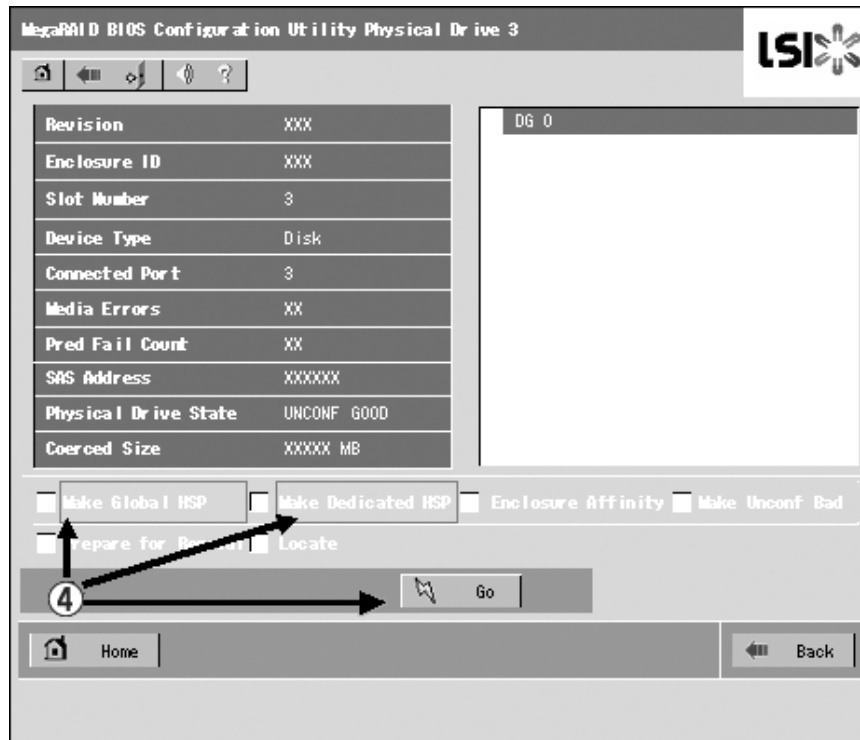 MegaRAID BIOS Configuration Utility Physical Drive 3
LSI
Revision XXX
Enclosure ID XXX
Slot Number 3
Device Type Disk
Connected Port 3
Media Errors XX
Pred Fail Count XX
SAS Address XXXXXX
Physical Drive State UNCONF GOOD
Coerced Size XXXXX MB
DG 0
Make Global HSP Make Dedicated HSP Enclosure Affinity Make Unconf Bad
Prepare for Locate
④
Go
Home Back